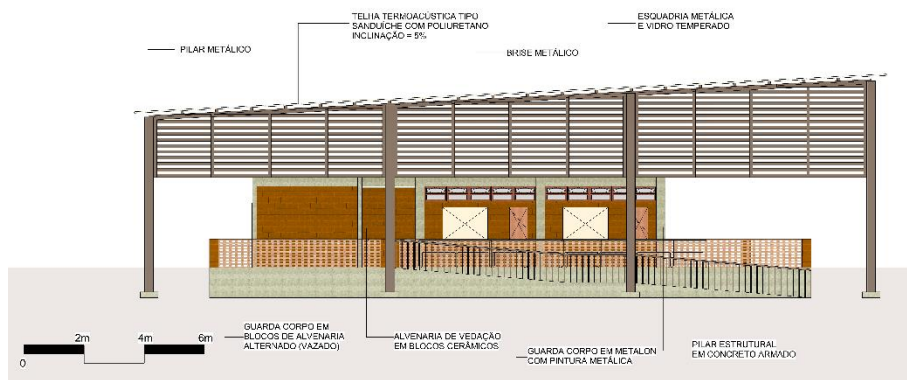 TELHA TERMOACÚSTICA TIPO
SANDUÍCHE COM POLIURETANO
INCLINAÇÃO = 5%
ESQUADRIA METÁLICA
E VIDRO TEMPERADO
PILAR METÁLICO
BRISE METÁLICO
0
2m
4m
6m
GUARDA CORPO EM
BLOCOS DE ALVENARIA
ALTERNADO (VAZADO)
ALVENARIA DE VEDAÇÃO
EM BLOCOS CERÂMICOS
GUARDA CORPO EM METALON
COM PINTURA METÁLICA
PILAR ESTRUTURAL
EM CONCRETO ARMADO